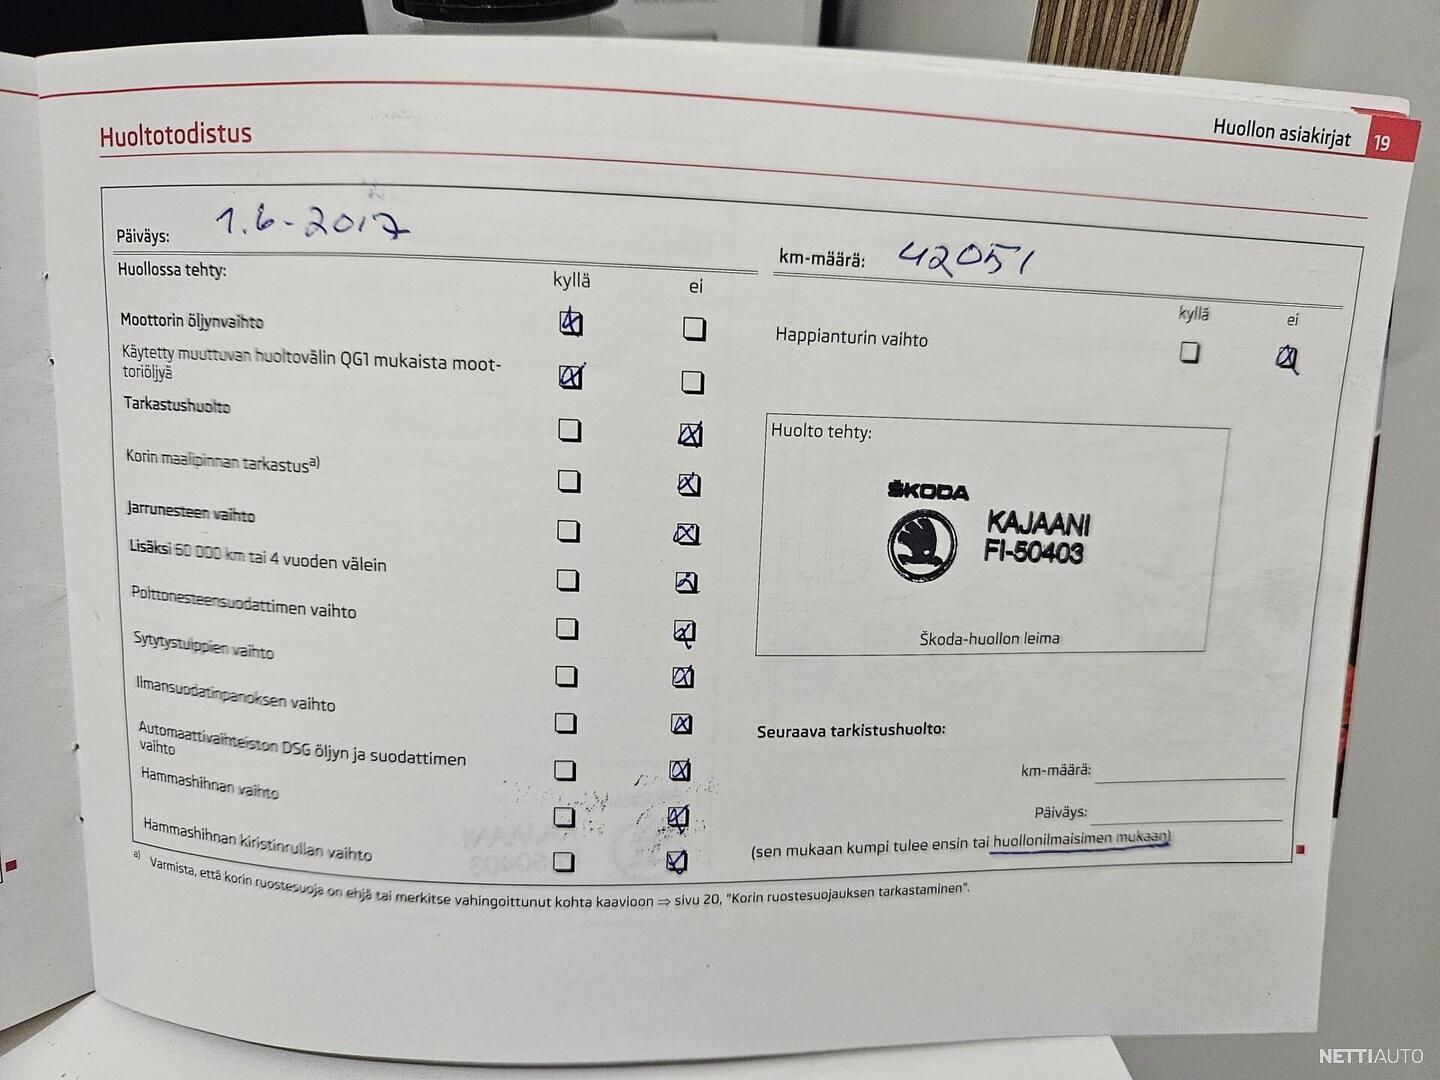 Huoltotodistus
Huollon asiakirjat 19
Päiväys: 1.6-2017
km-määrä: 42051
Huollossa tehty:
kyllä ei
Moottorin öljynvaihto
Käytetty muuttuvan huoltovälin QG1 mukaista moot-
toriöljyä
Tarkastushuolto
Korin maalipinnan tarkastusa)
Jarrunesteen vaihto
Lisäksi 60 000 km tai 4 vuoden välein
Polttonesteensuodattimen vaihto
Sytytystulppien vaihto
Ilmansuodatinpanoksen vaihto
Automaattivaihteiston DSG öljyn ja suodattimen
vaihto
Hammashihnan vaihto
Hammashihnan kiristinrullan vaihto
kyllä ei
Happianturin vaihto
Huolto tehty:
ŠKODA
KAJAANI
FI-50403
Škoda-huollon leima
Seuraava tarkistushuolto:
km-määrä:
Päiväys:
(sen mukaan kumpi tulee ensin tai huollonilmaisimen mukaan)
a) Varmista, että korin ruostesuoja on ehjä tai merkitse vahingoittunut kohta kaavioon ⇒ sivu 20, "Korin ruostesuojauksen tarkastaminen".
NETTIAUTO